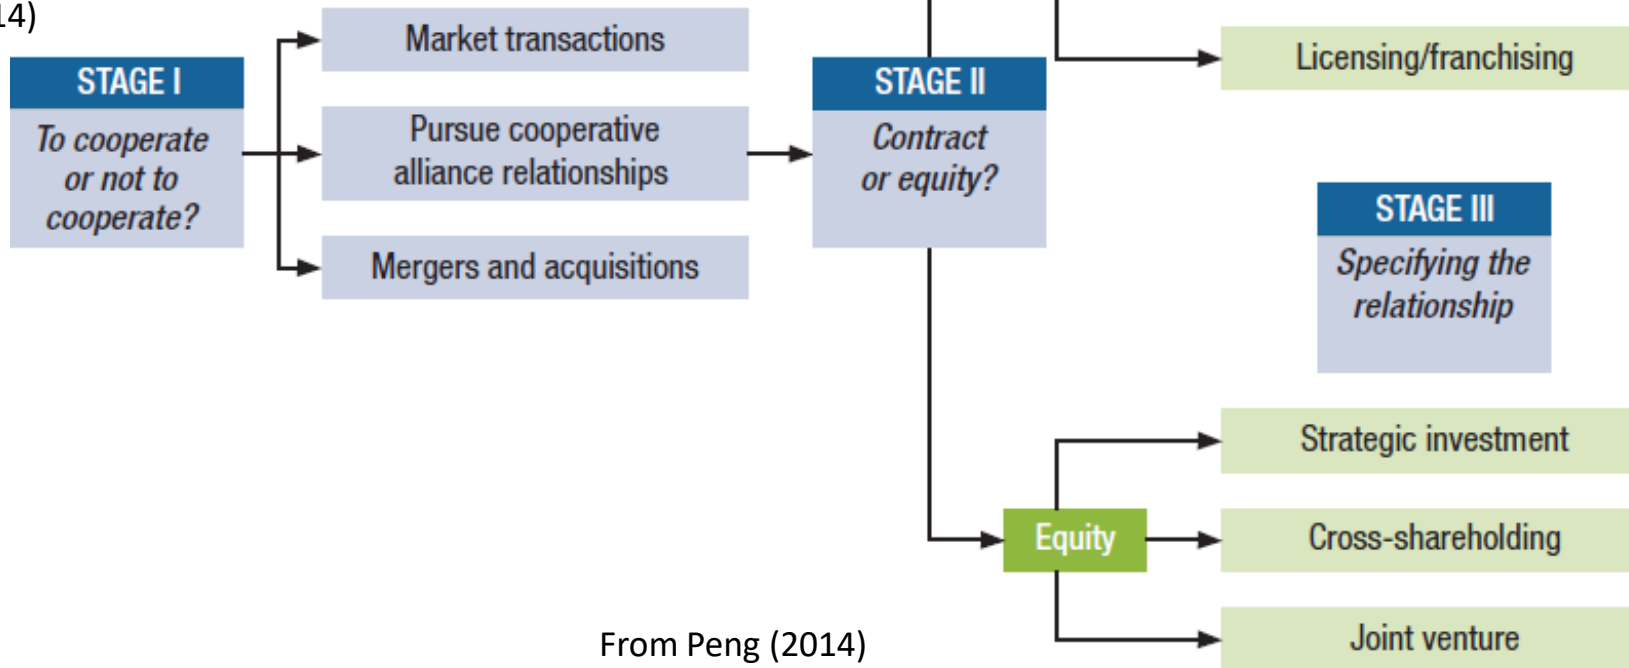 14)
Market transactions
Licensing/franchising
STAGE I
To cooperate
or not to
cooperate?
Pursue cooperative
alliance relationships
Mergers and acquisitions
STAGE II
Contract
or equity?
STAGE III
Specifying the
relationship
Strategic investment
Equity
Cross-shareholding
Joint venture
From Peng (2014)